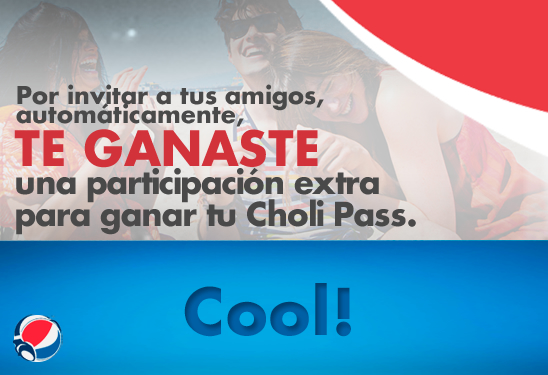 Por invitar a tus amigos,
automáticamente,
TE GANASTE
una participación extra
para ganar tu Choli Pass.
Cool!